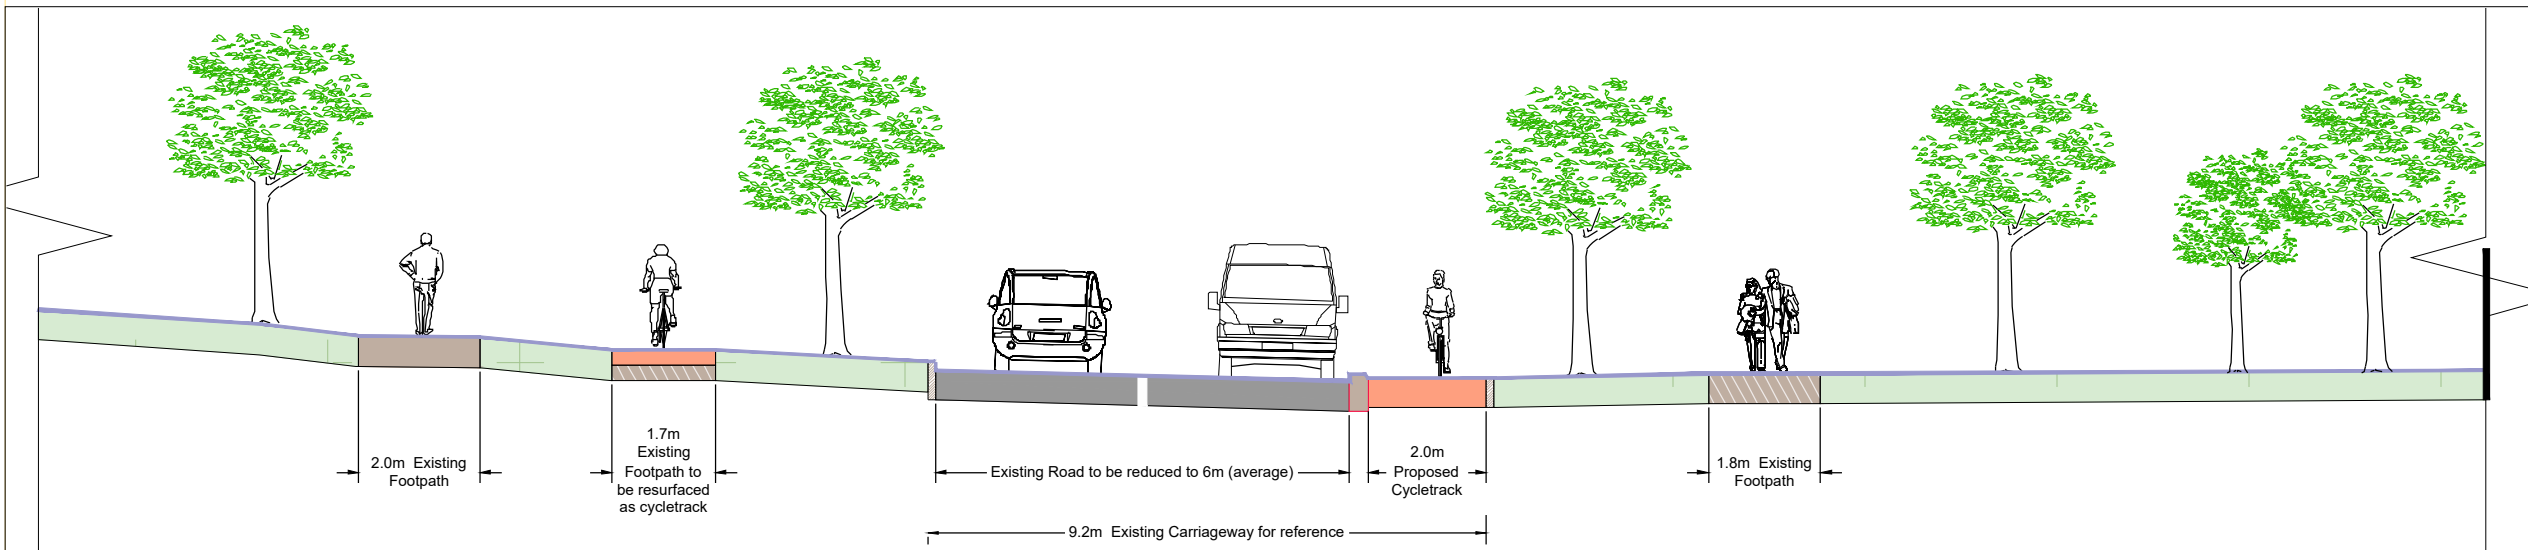 2.0m Existing
Footpath
1.7m
Existing
Footpath to
be resurfaced
as cycletrack
Existing Road to be reduced to 6m (average)
2.0m
Proposed
Cycletrack
1.8m Existing
Footpath
9.2m Existing Carriageway for reference